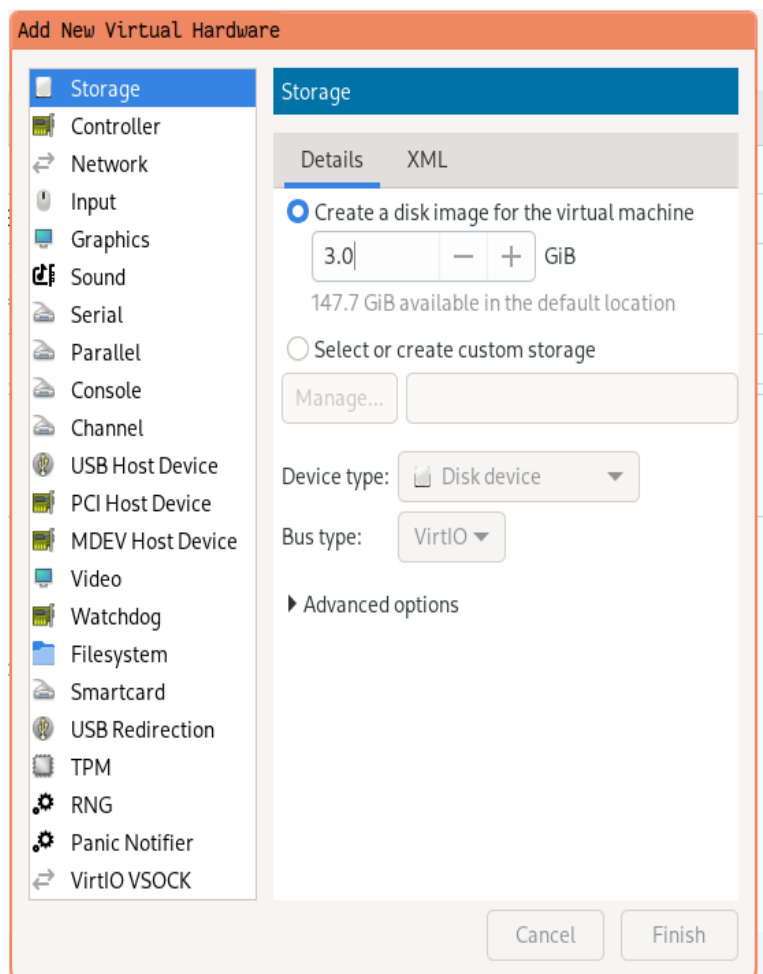 Add New Virtual Hardware
Storage
Controller
Network
Input
Graphics
Sound
Serial
Parallel
Console
Channel
USB Host Device
PCI Host Device
MDEV Host Device
Video
Watchdog
Filesystem
Smartcard
USB Redirection
TPM
RNG
Panic Notifier
VirtIO VSOCK
Storage
Details XML
Create a disk image for the virtual machine
3.0 − + GiB
147.7 GiB available in the default location
Select or create custom storage
Manage...
Device type: Disk device
Bus type: VirtIO
Advanced options
Cancel Finish